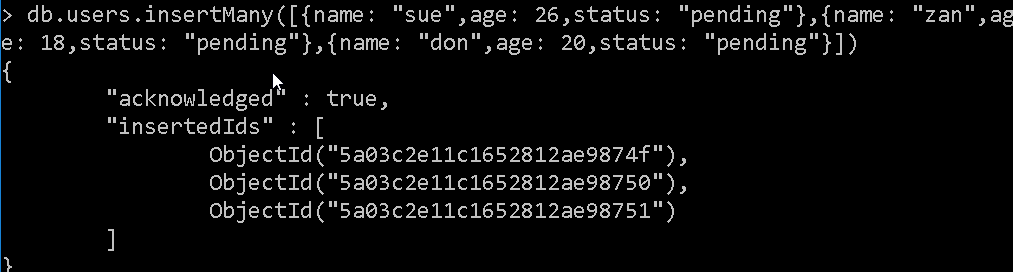 > db.users.insertMany([{name: "sue",age: 26,status: "pending"},{name: "zan",ag
e: 18,status: "pending"},{name: "don",age: 20,status: "pending"}])
{
        "acknowledged" : true,
        "insertedIds" : [
                ObjectId("5a03c2e11c1652812ae9874f"),
                ObjectId("5a03c2e11c1652812ae98750"),
                ObjectId("5a03c2e11c1652812ae98751")
        ]
}